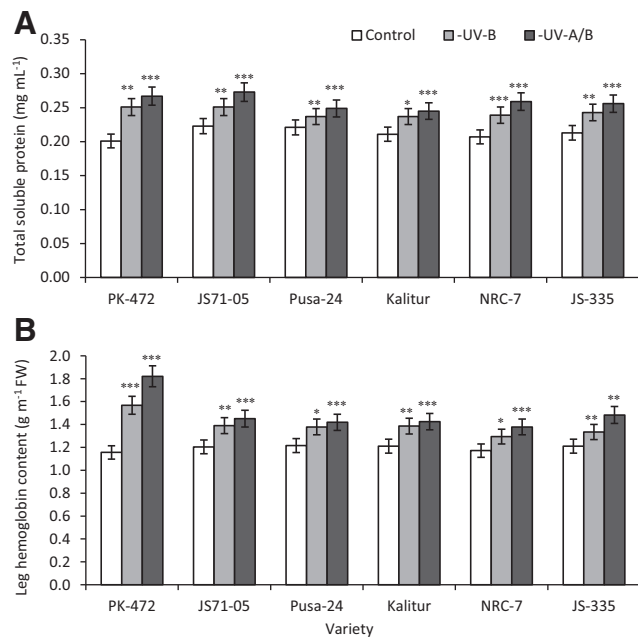 A
Control -UV-B -UV-A/B
Total soluble protein (mg mL⁻¹)
0.35
0.30
0.25
0.20
0.15
0.10
0.05
0.00
** *** ** *** ** *** * *** *** *** ** ***
PK-472 JS71-05 Pusa-24 Kalitur NRC-7 JS-335
B
Leg hemoglobin content (g m⁻¹ FW)
2.0
1.8
1.6
1.4
1.2
1.0
0.8
0.6
0.4
0.2
0.0
*** *** ** *** * *** ** *** * *** ** **
PK-472 JS71-05 Pusa-24 Kalitur NRC-7 JS-335
Variety